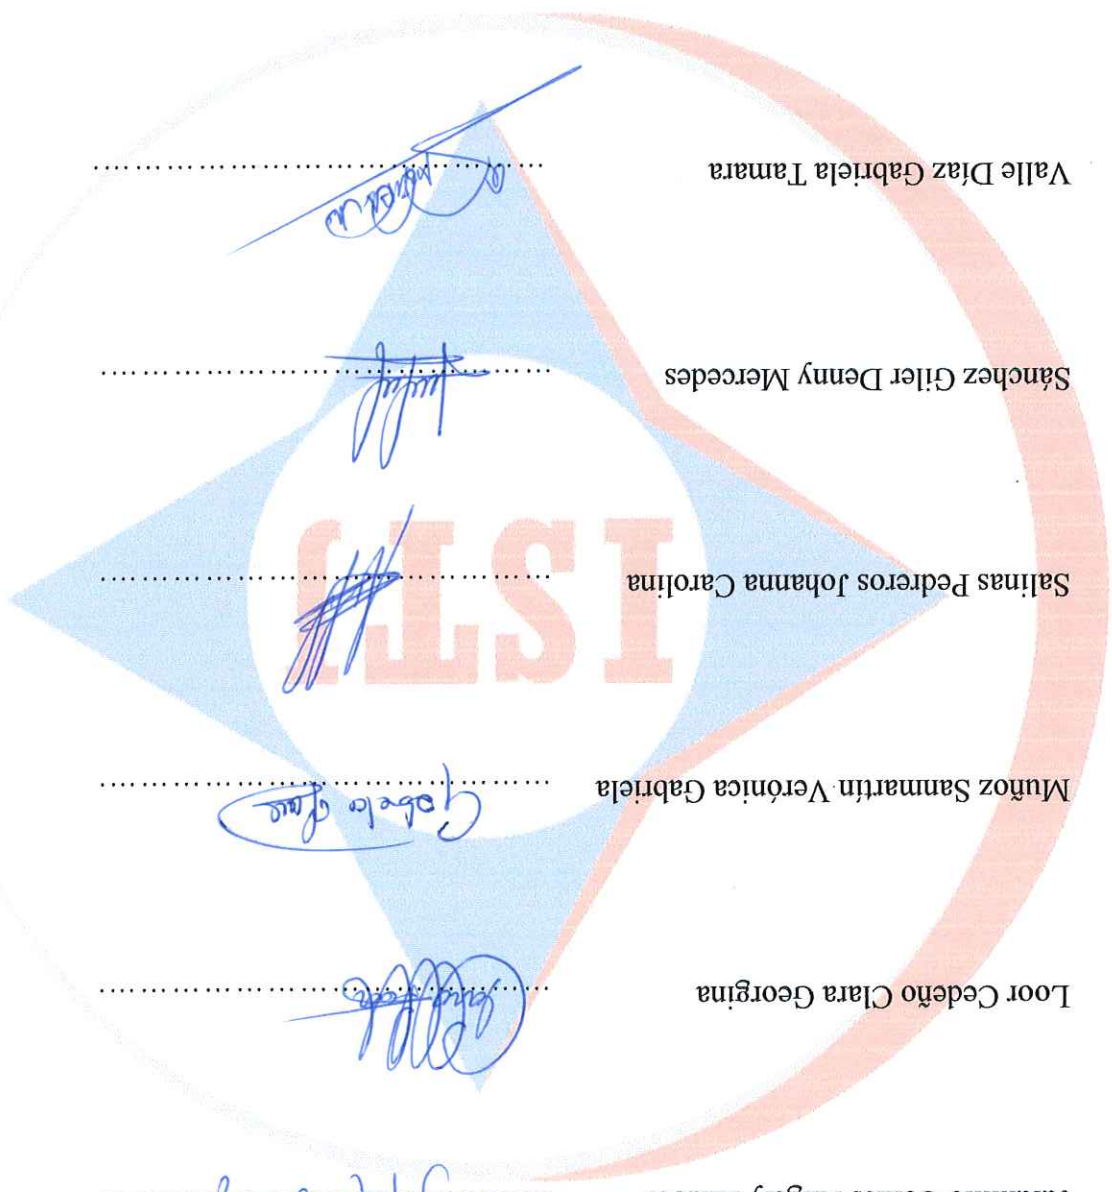 Loor Cedeño Clara Georgina ........................................
Muñoz Sanmartín Verónica Gabriela ........................................
Salinas Pedreros Johanna Carolina ........................................
Sánchez Giler Denny Mercedes ........................................
Valle Díaz Gabriela Tamara ........................................